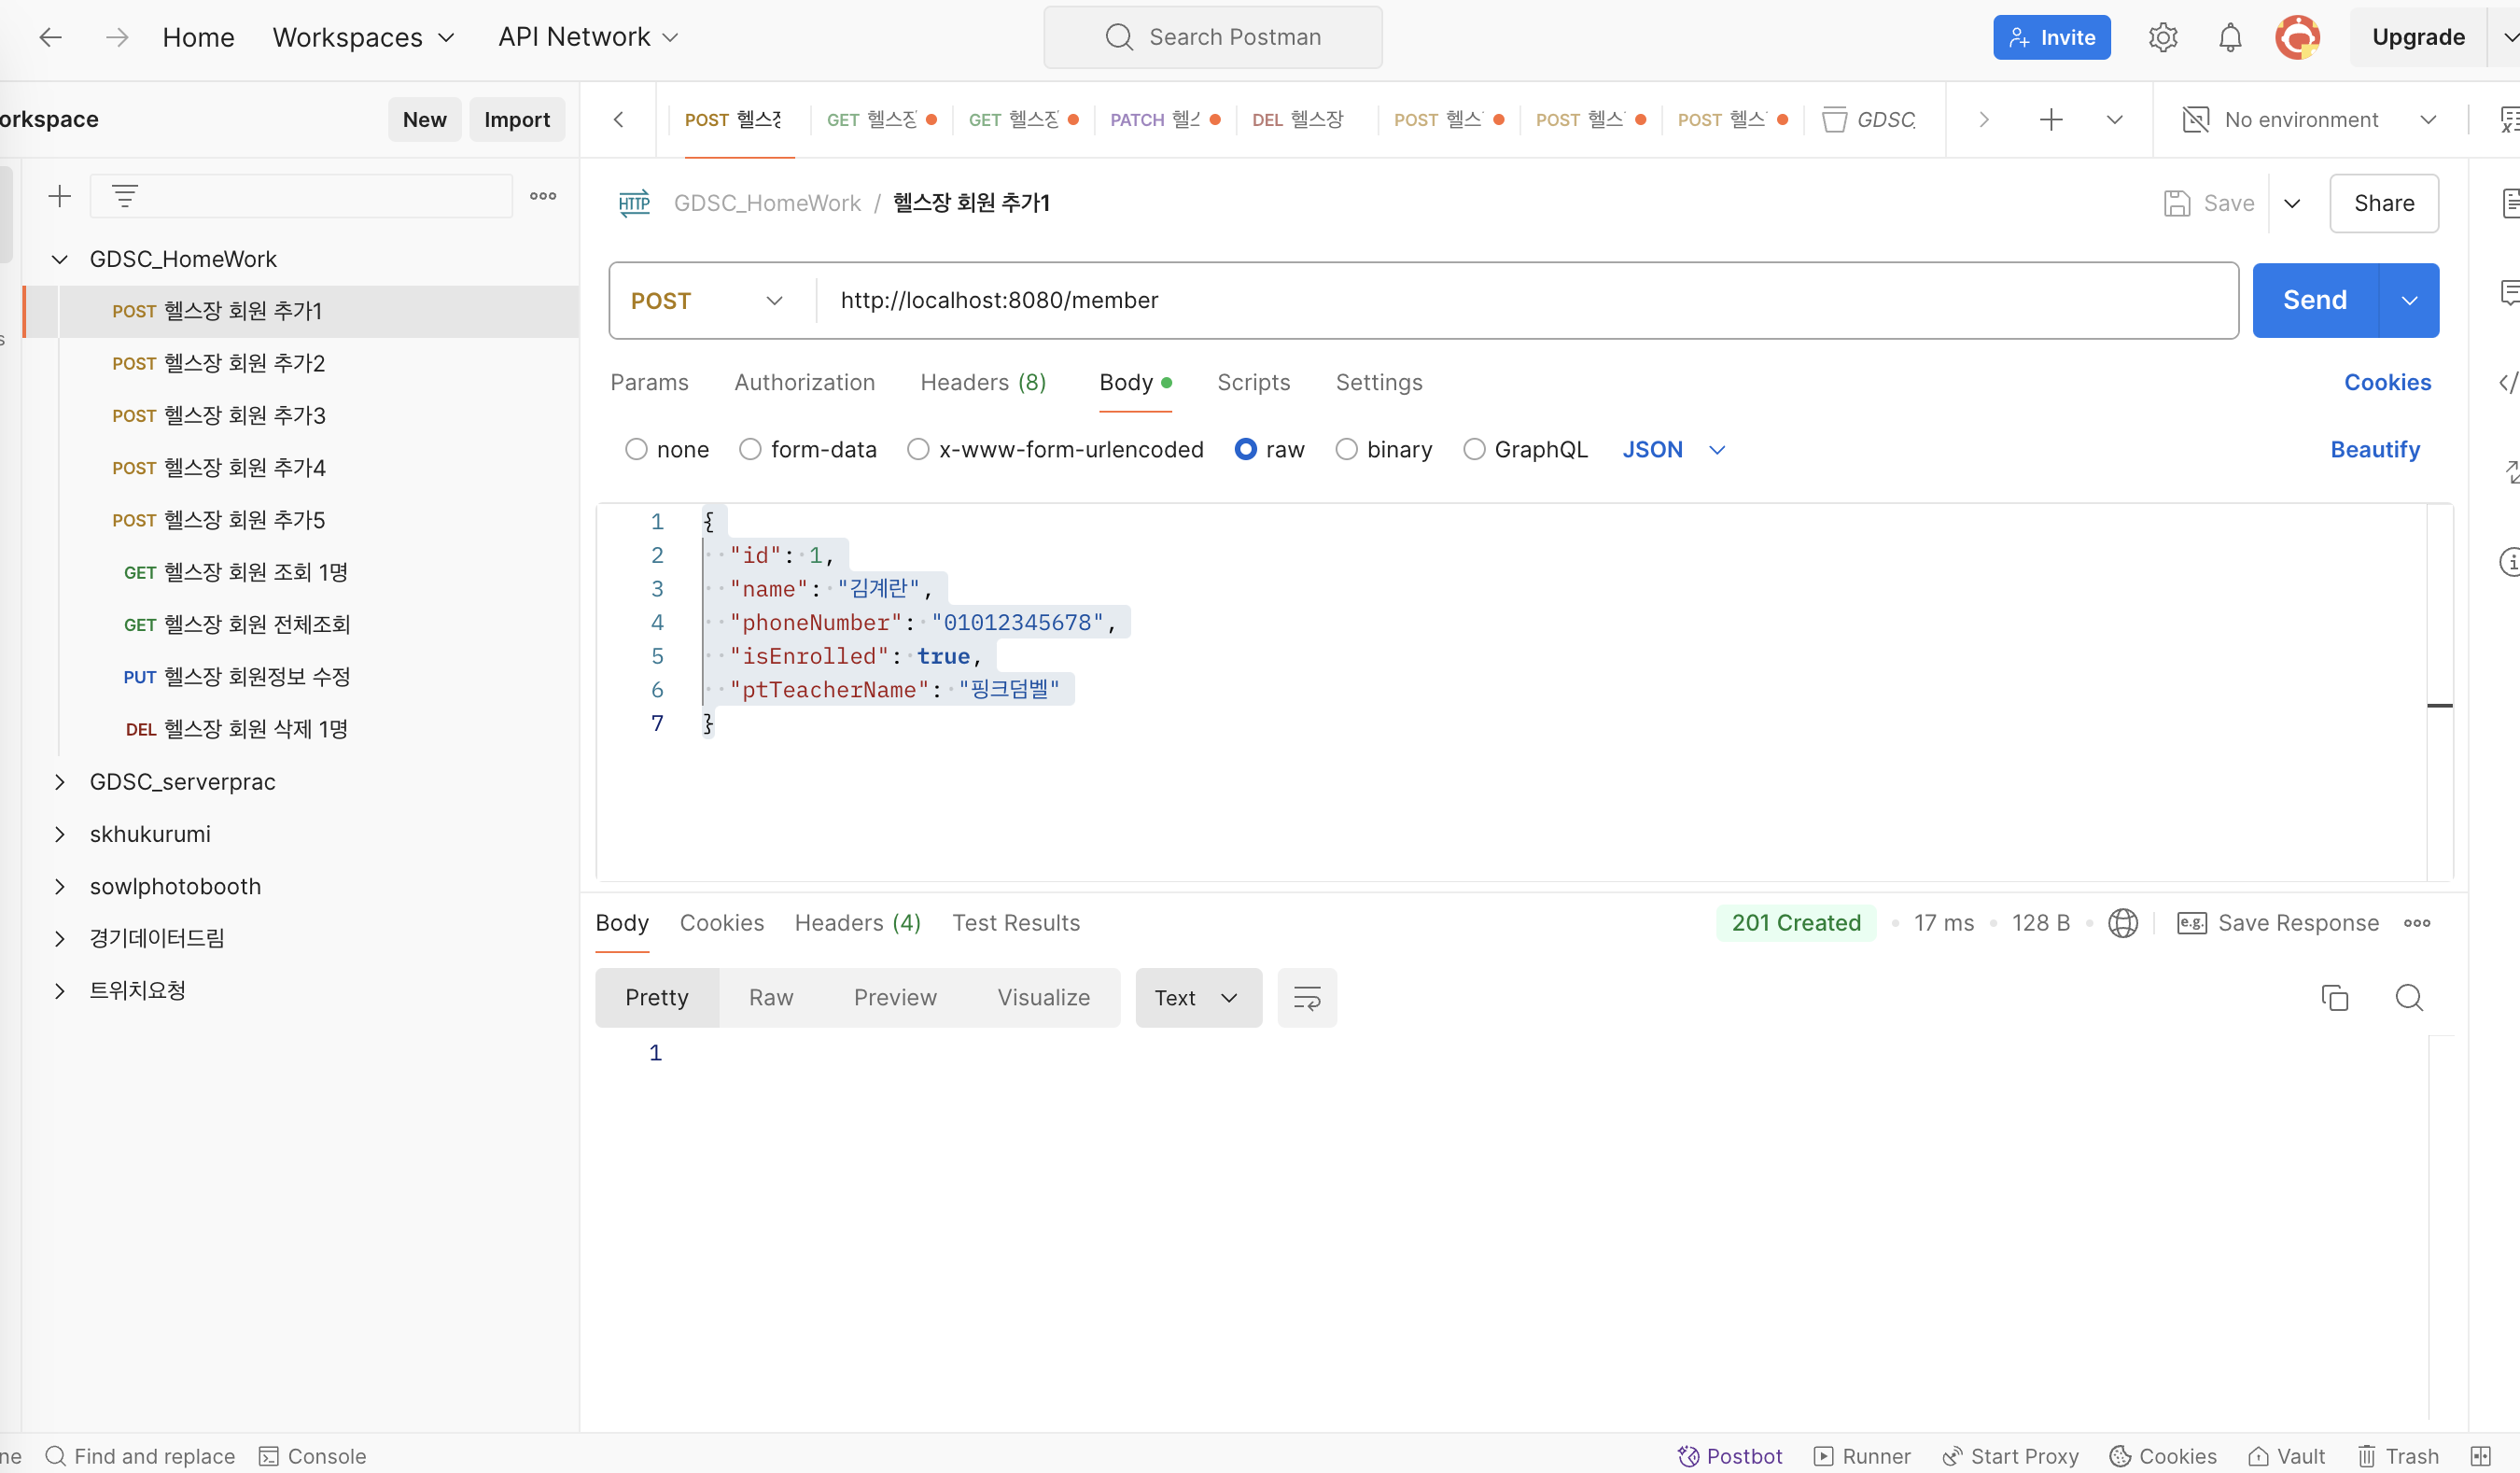 Home Workspaces API Network Search Postman Invite Upgrade
orkspace New Import
POST 헬스장 GET 헬스장 GET 헬스장 PATCH 헬스 DEL 헬스장 POST 헬스 POST 헬스 POST 헬스 GDSC No environment
GDSC_HomeWork
POST 헬스장 회원 추가1
POST 헬스장 회원 추가2
POST 헬스장 회원 추가3
POST 헬스장 회원 추가4
POST 헬스장 회원 추가5
GET 헬스장 회원 조회 1명
GET 헬스장 회원 전체조회
PUT 헬스장 회원정보 수정
DEL 헬스장 회원 삭제 1명
GDSC_serverprac
skhukurumi
sowlphotobooth
경기데이터드림
트위치요청
HTTP GDSC_HomeWork / 헬스장 회원 추가1 Save Share
POST http://localhost:8080/member Send
Params Authorization Headers (8) Body Scripts Settings Cookies
none form-data x-www-form-urlencoded raw binary GraphQL JSON Beautify
1 {
2 "id": 1,
3 "name": "김계란",
4 "phoneNumber": "01012345678",
5 "isEnrolled": true,
6 "ptTeacherName": "핑크덤벨"
7 }
Body Cookies Headers (4) Test Results 201 Created 17 ms 128 B e.g. Save Response
Pretty Raw Preview Visualize Text
1
ne Find and replace Console Postbot Runner Start Proxy Cookies Vault Trash